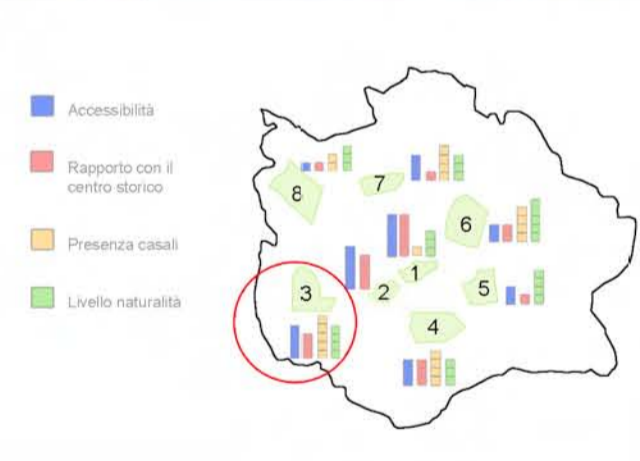 Accessibilità
Rapporto con il
centro storico
Presenza casali
Livello naturalità
8
7
6
1
3
2
5
4